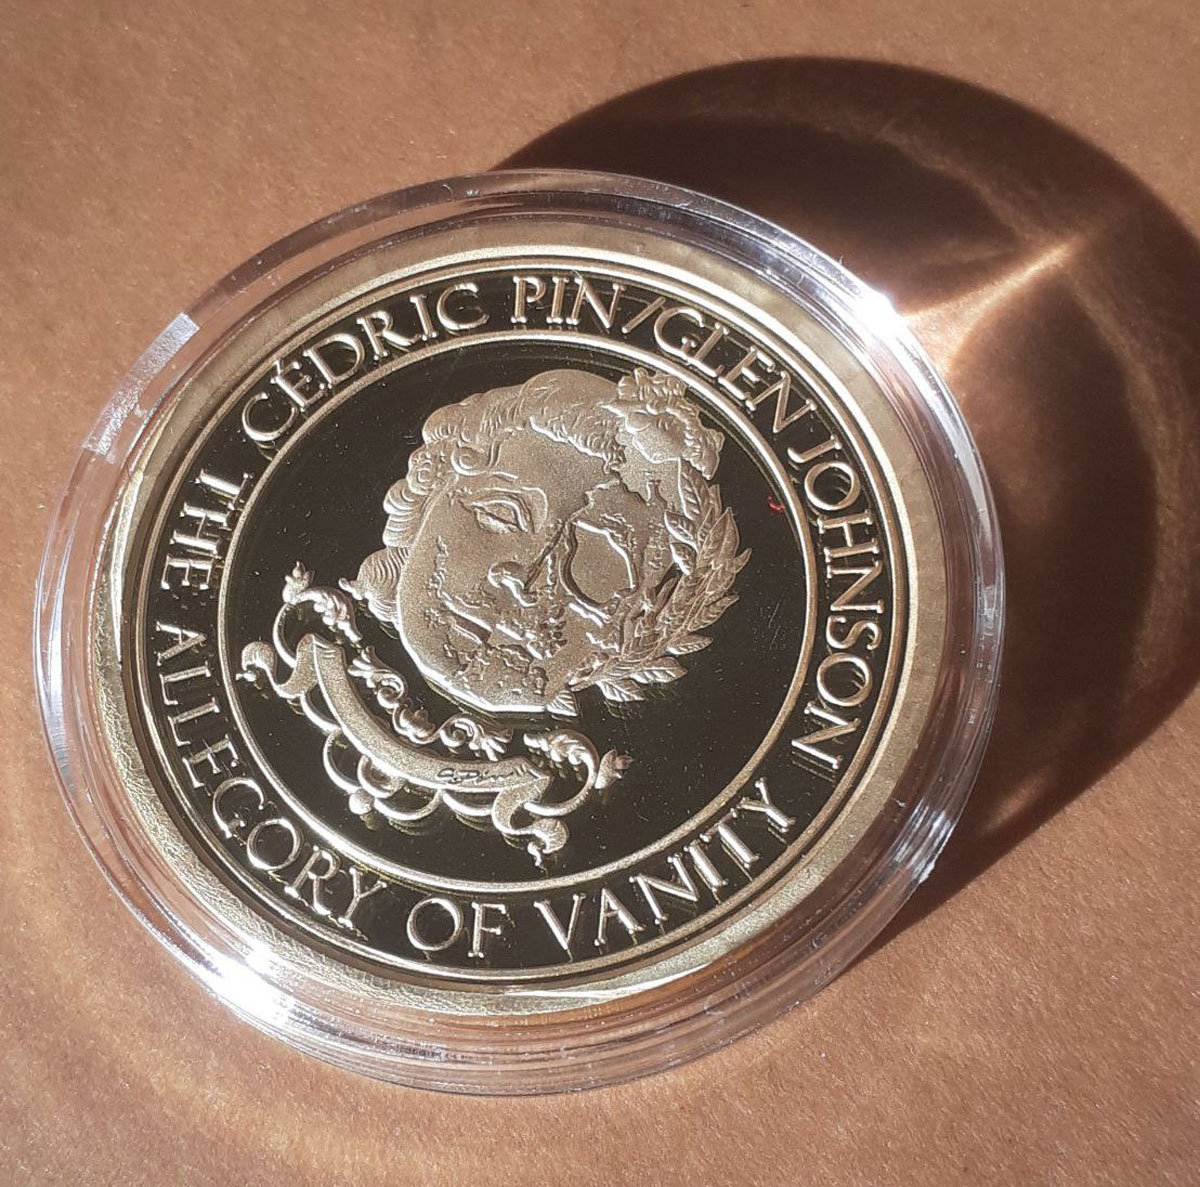 THE CÉDRIC PIN/GLEN JOHNSON
ALLEGORY OF VANITY